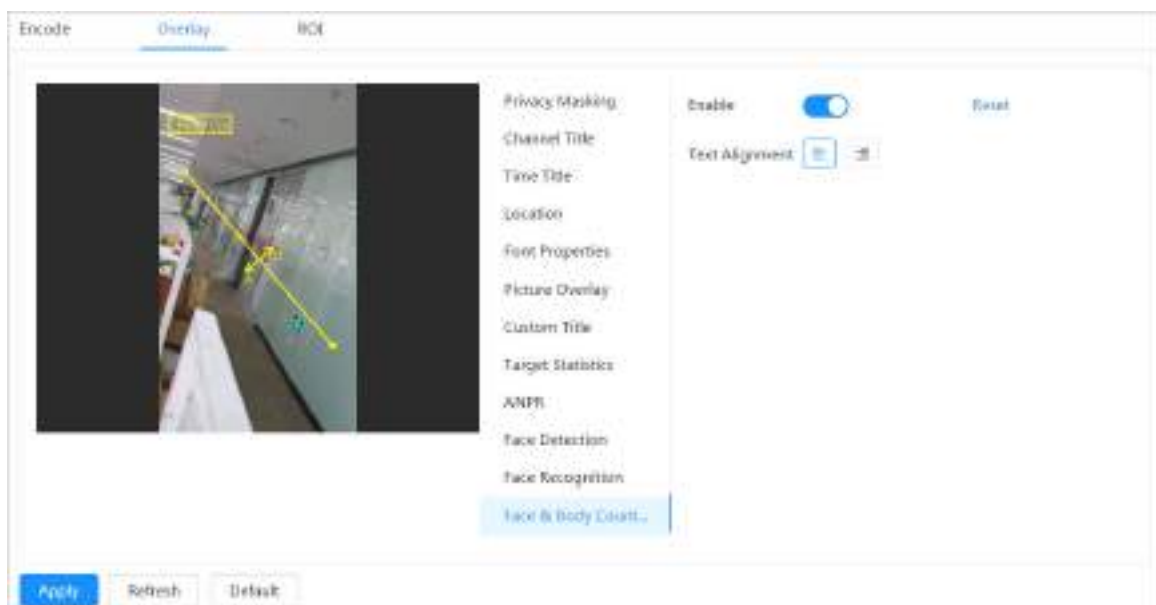 Encode
Overlay
ROI
Privacy Masking
Enable
Reset
Channel Title
Text Alignment
Time Title
Location
Font Properties
Picture Overlay
Custom Title
Target Statistics
ANPR
Face Detection
Face Recognition
Face & Body Count...
Apply
Refresh
Default